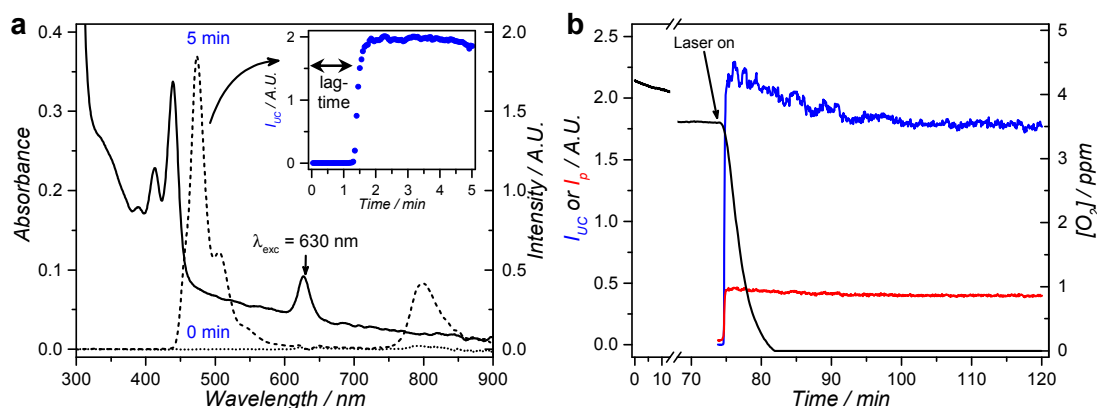 a
0.4
0.3
0.2
0.1
0.0
Absorbance
300 400 500 600 700 800 900
Wavelength / nm
2.0
1.5
1.0
0.5
0.0
Intensity / A.U.
5 min
0 min
λexc = 630 nm
2
1
0
IUC / A.U.
lag-
time
0 1 2 3 4 5
Time / min
b
2.5
2.0
1.5
1.0
0.5
0.0
IUC or Ip / A.U.
Laser on
0 10 70 80 90 100 110 120
Time / min
5
4
3
2
1
0
[O2] / ppm